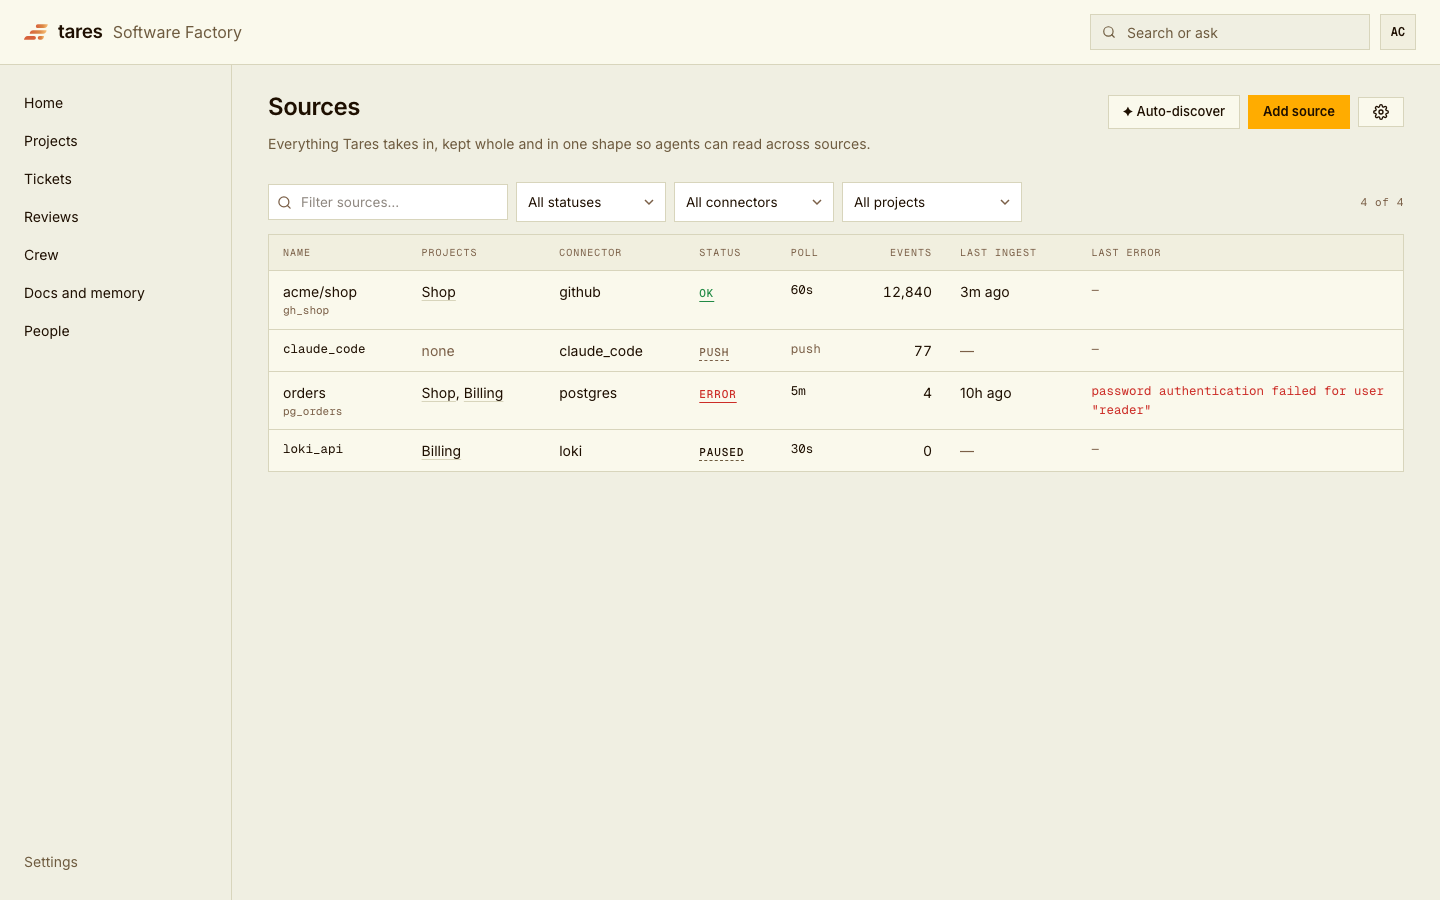 tares Software Factory
Search or ask
AC
Home
Projects
Tickets
Reviews
Crew
Docs and memory
People
Settings
Sources
Everything Tares takes in, kept whole and in one shape so agents can read across sources.
✦ Auto-discover
Add source
Filter sources...
All statuses
All connectors
All projects
4 of 4
NAME PROJECTS CONNECTOR STATUS POLL EVENTS LAST INGEST LAST ERROR
acme/shop Shop github OK 60s 12,840 3m ago –
gh_shop
claude_code none claude_code PUSH push 77 — –
orders Shop, Billing postgres ERROR 5m 4 10h ago password authentication failed for user
pg_orders "reader"
loki_api Billing loki PAUSED 30s 0 — –